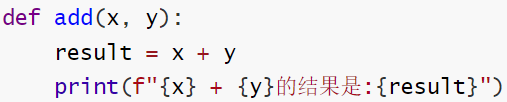 def add(x, y):
    result = x + y
    print(f"{x} + {y}的结果是:{result}")